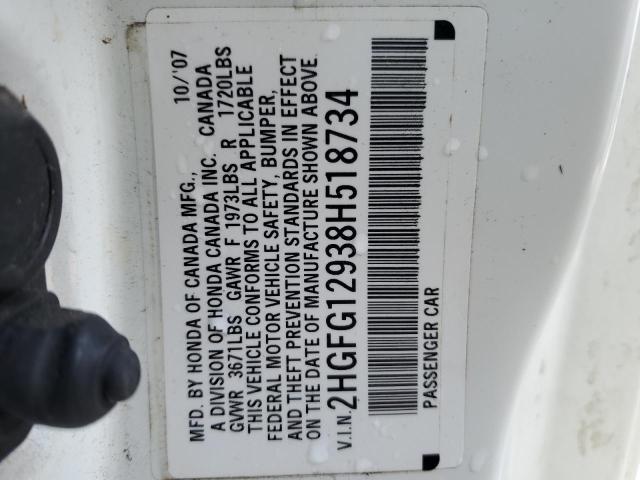 MFD. BY HONDA OF CANADA MFG., 10/'07
A DIVISION OF HONDA CANADA INC. CANADA
GVWR 3671LBS GAWR F 1973LBS R 1720LBS
THIS VEHICLE CONFORMS TO ALL APPLICABLE
FEDERAL MOTOR VEHICLE SAFETY, BUMPER,
AND THEFT PREVENTION STANDARDS IN EFFECT
ON THE DATE OF MANUFACTURE SHOWN ABOVE.
V.I.N. 2HGFG12938H518734
PASSENGER CAR